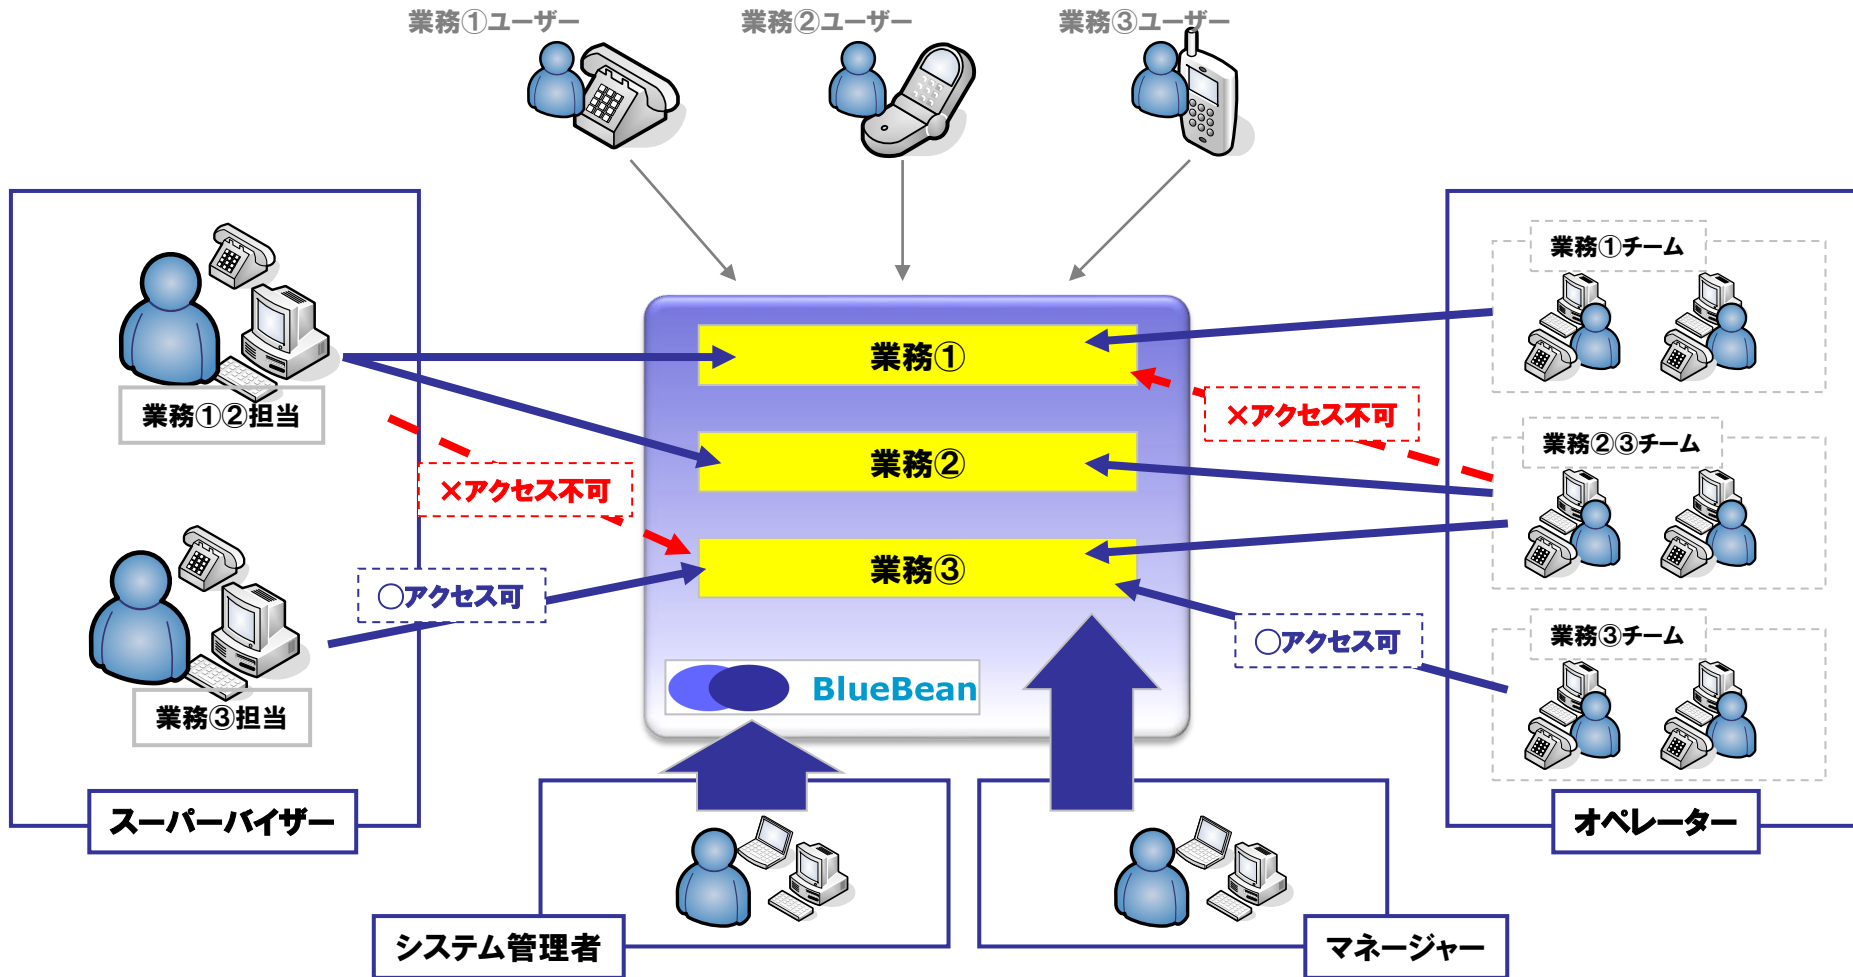 業務①ユーザー
業務②ユーザー
業務③ユーザー
業務①②担当
業務③担当
スーパーバイザー
×アクセス不可
○アクセス可
業務①
業務②
業務③
BlueBean
×アクセス不可
○アクセス可
業務①チーム
業務②③チーム
業務③チーム
オペレーター
システム管理者
マネージャー